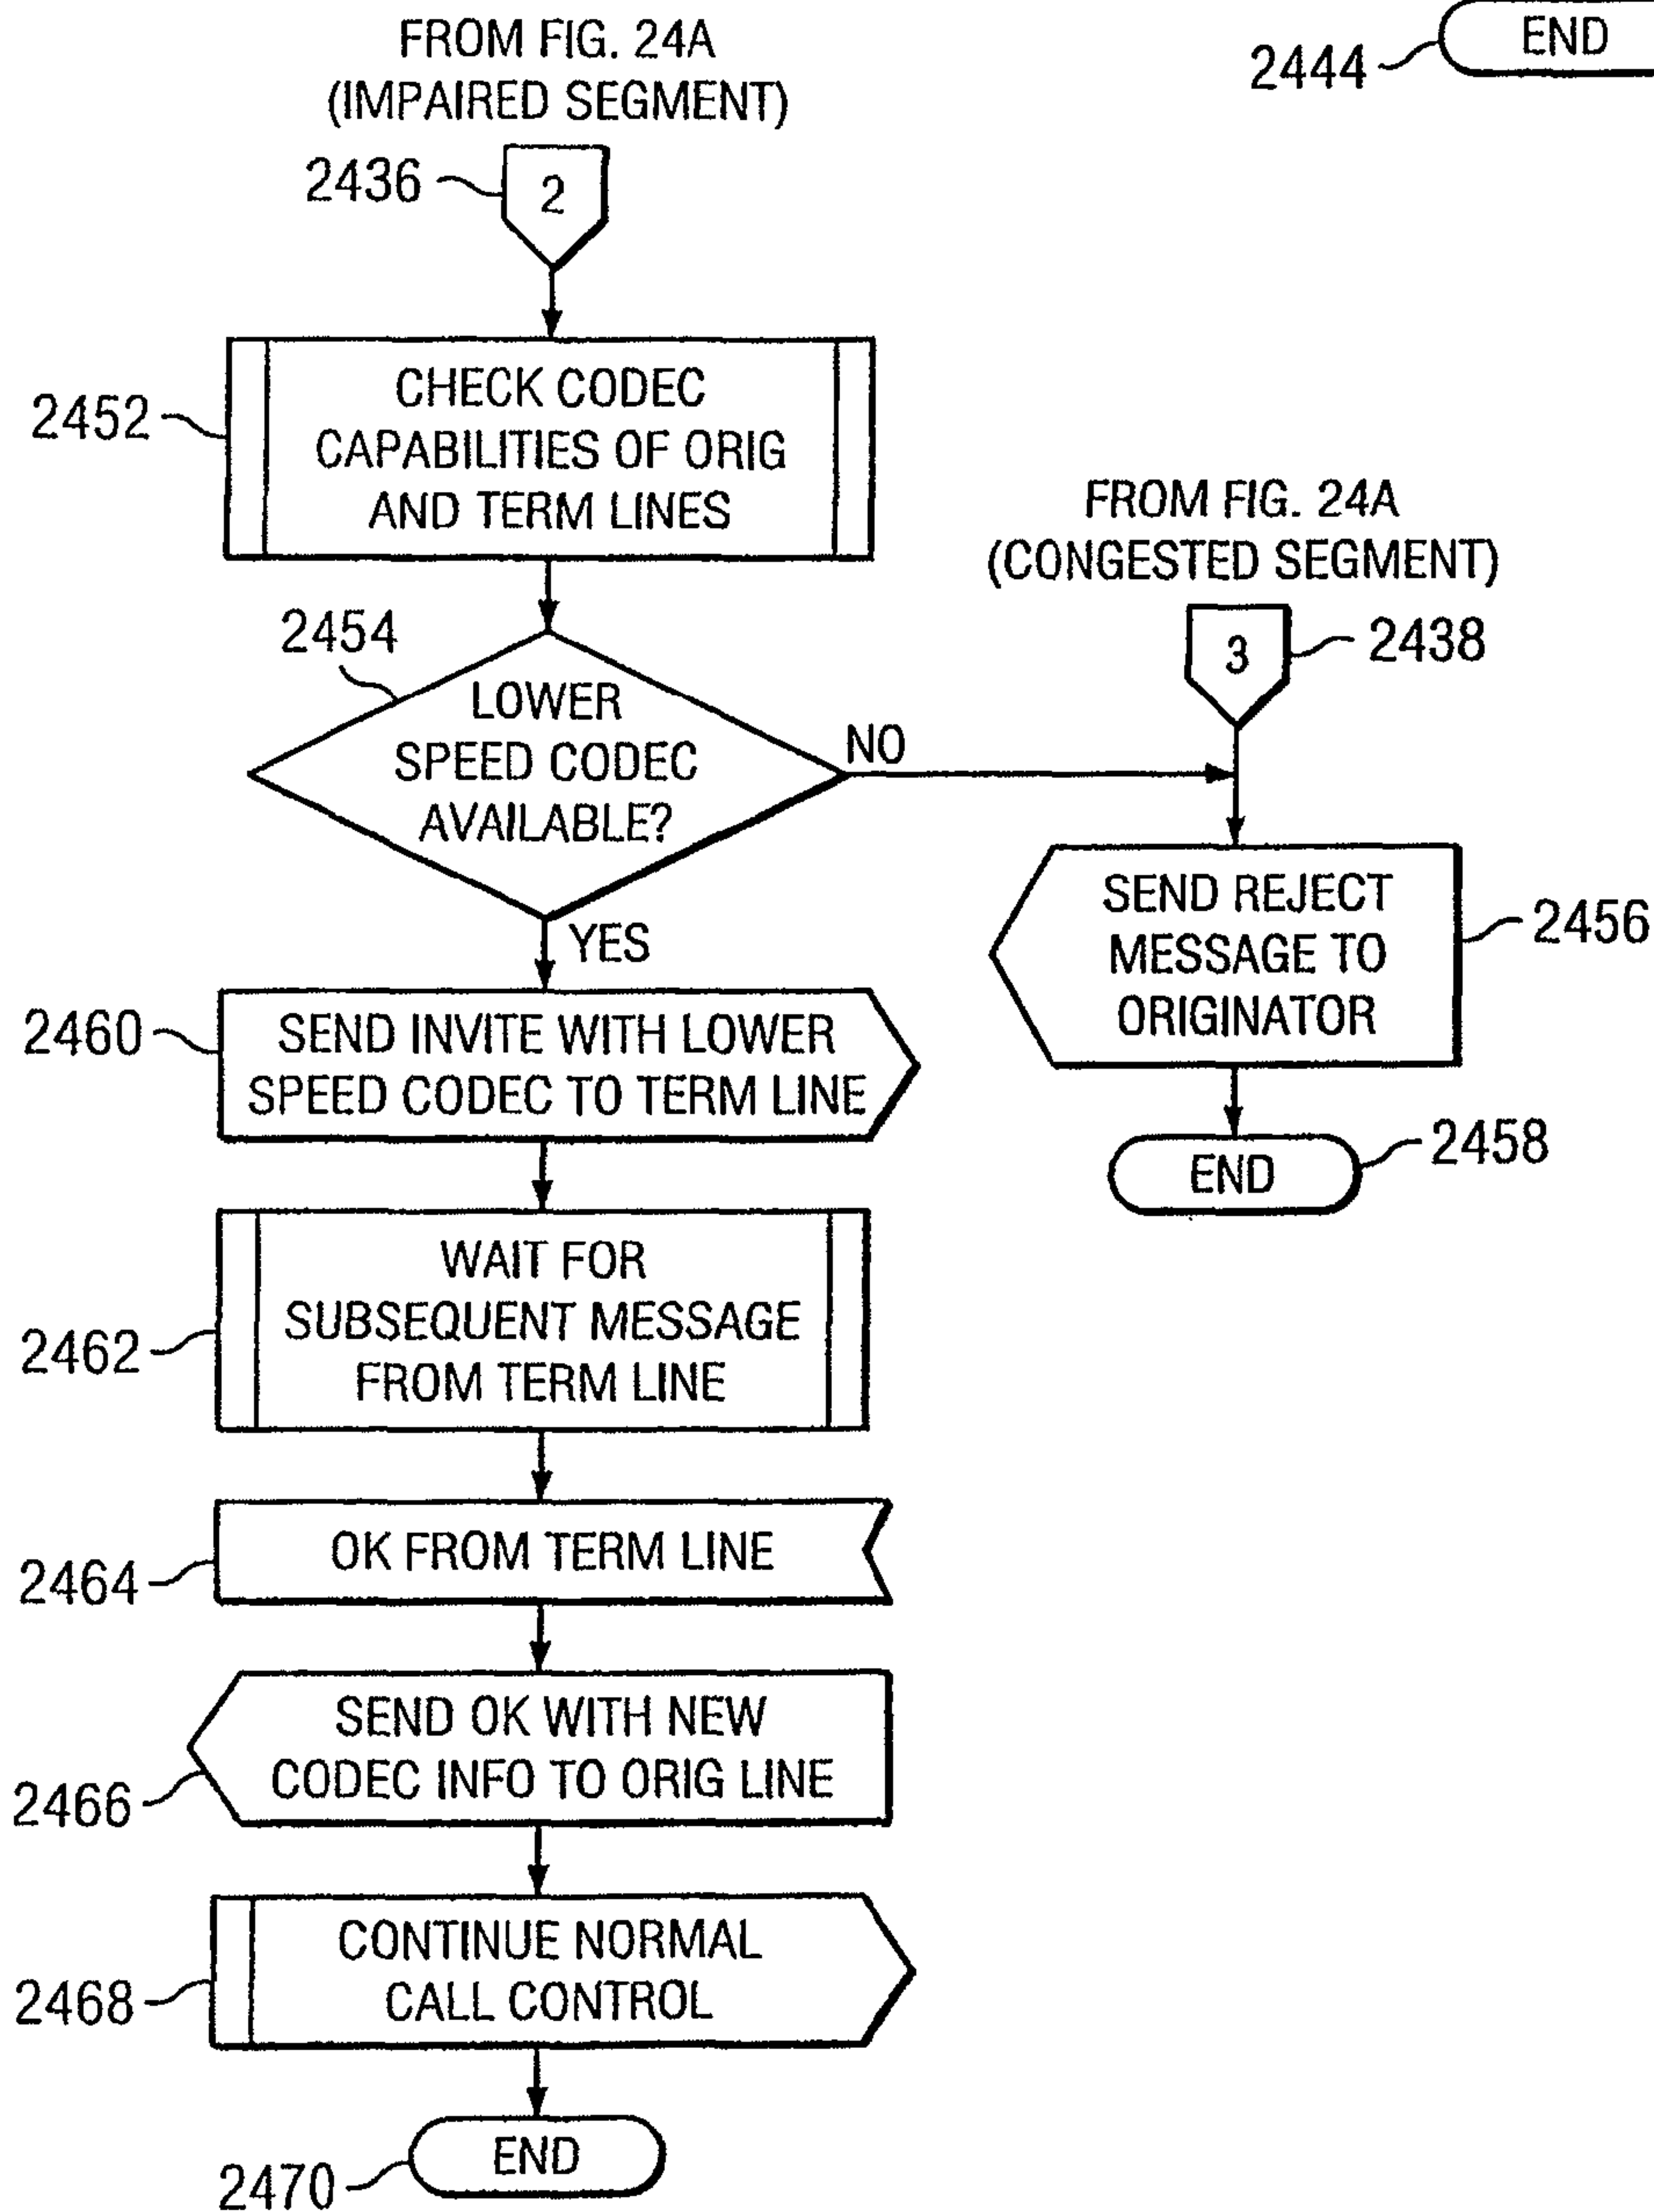 FROM FIG. 24A
(IMPAIRED SEGMENT)
2444
END
2436
2
2452
CHECK CODEC
CAPABILITIES OF ORIG
AND TERM LINES
FROM FIG. 24A
(CONGESTED SEGMENT)
3
2438
2454
LOWER
SPEED CODEC
AVAILABLE?
NO
YES
SEND REJECT
MESSAGE TO
ORIGINATOR
2456
2460
SEND INVITE WITH LOWER
SPEED CODEC TO TERM LINE
END
2458
2462
WAIT FOR
SUBSEQUENT MESSAGE
FROM TERM LINE
2464
OK FROM TERM LINE
2466
SEND OK WITH NEW
CODEC INFO TO ORIG LINE
2468
CONTINUE NORMAL
CALL CONTROL
2470
END